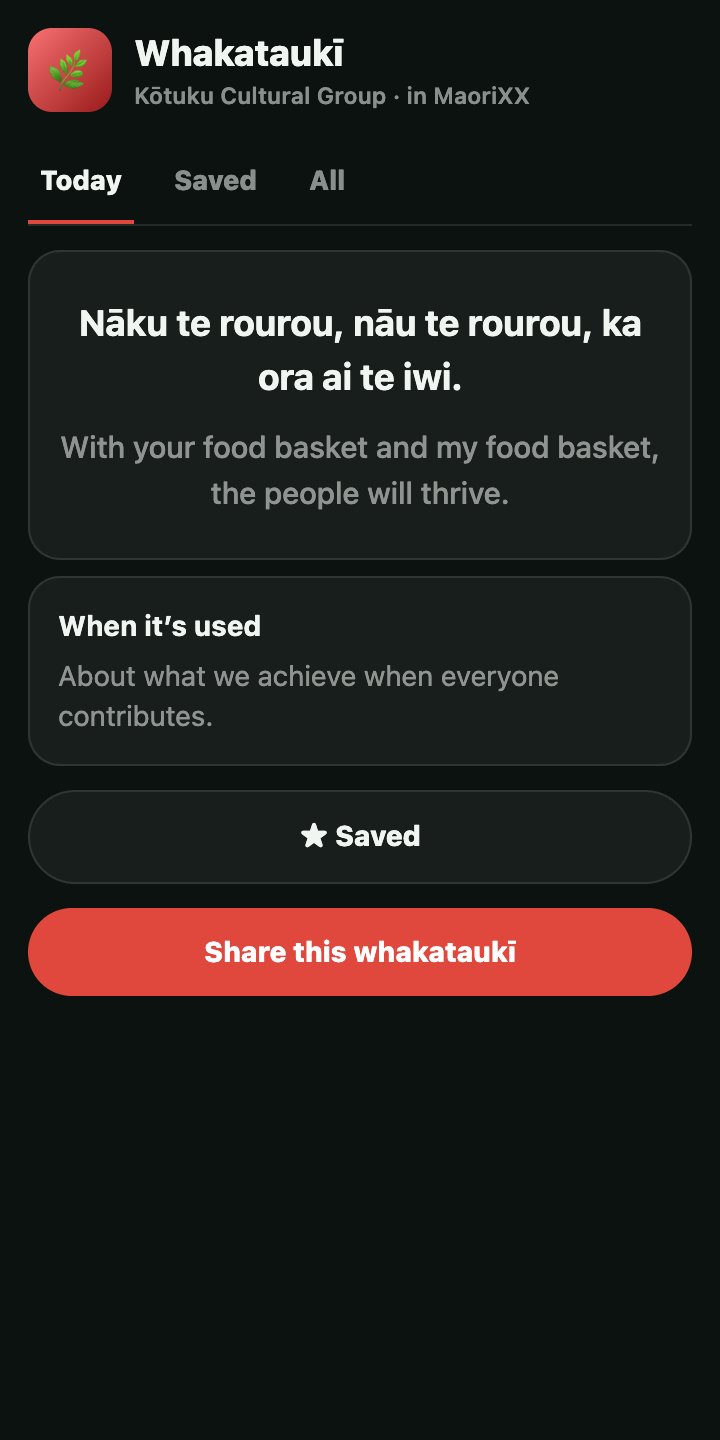 Whakataukī
Kōtuku Cultural Group · in MaoriXX
Today Saved All
Nāku te rourou, nāu te rourou, ka
ora ai te iwi.
With your food basket and my food basket,
the people will thrive.
When it’s used
About what we achieve when everyone
contributes.
★ Saved
Share this whakataukī